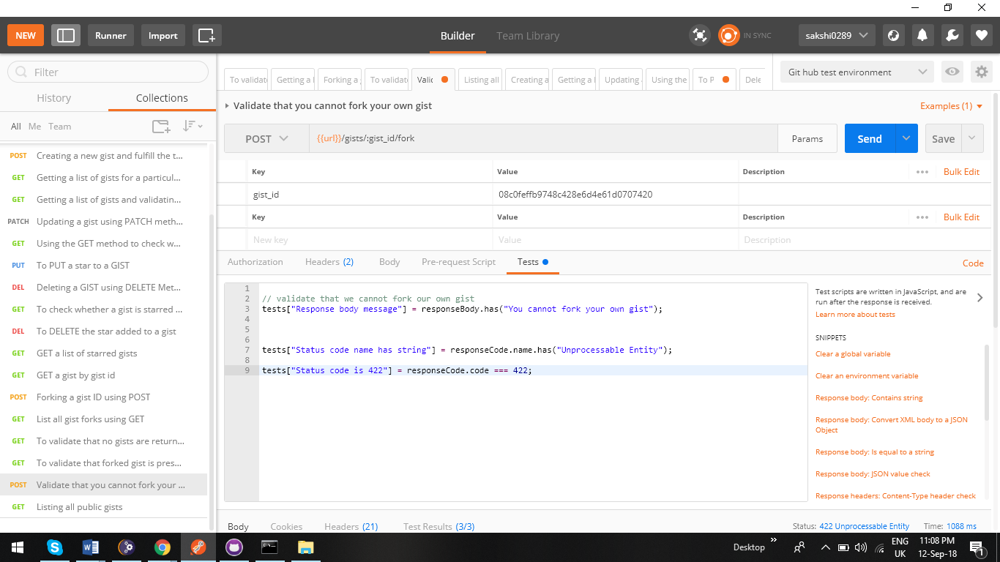 NEW
Runner
Import
Builder
Team Library
IN SYNC
sakshi0289
Filter
History
Collections
All Me Team
POST Creating a new gist and fulfill the t...
GET Getting a list of gists for a particul...
GET Getting a list of gists and validatin...
PATCH Updating a gist using PATCH meth...
GET Using the GET method to check w...
PUT To PUT a star to a GIST
DEL Deleting a GIST using DELETE Met...
GET To check whether a gist is starred ...
DEL To DELETE the star added to a gist
GET GET a list of starred gists
GET GET a gist by gist id
POST Forking a gist ID using POST
GET List all gist forks using GET
GET To validate that no gists are return...
GET To validate that forked gist is pres...
POST Validate that you cannot fork your ...
GET Listing all public gists
To validat Getting a l Forking a To validat Valid Listing all Creating a Getting a l Updating Using the To P Dele
Git hub test environment
Validate that you cannot fork your own gist
Examples (1)
POST {{url}}/gists/:gist_id/fork Params Send Save
Key Value Description ••• Bulk Edit
gist_id 08c0feffb9748c428e6d4e61d0707420
Key Value Description ••• Bulk Edit
New key Value Description
Authorization Headers (2) Body Pre-request Script Tests Code
1
2 // validate that we cannot fork our own gist
3 tests["Response body message"] = responseBody.has("You cannot fork your own gist");
4
5
6
7 tests["Status code name has string"] = responseCode.name.has("Unprocessable Entity");
8
9 tests["Status code is 422"] = responseCode.code === 422;
Test scripts are written in JavaScript, and are
run after the response is received.
Learn more about tests
SNIPPETS
Clear a global variable
Clear an environment variable
Response body: Contains string
Response body: Convert XML body to a JSON
Object
Response body: Is equal to a string
Response body: JSON value check
Response headers: Content-Type header check
Body Cookies Headers (21) Test Results (3/3)
Status: 422 Unprocessable Entity Time: 1088 ms
Desktop
ENG
UK
11:08 PM
12-Sep-18
1